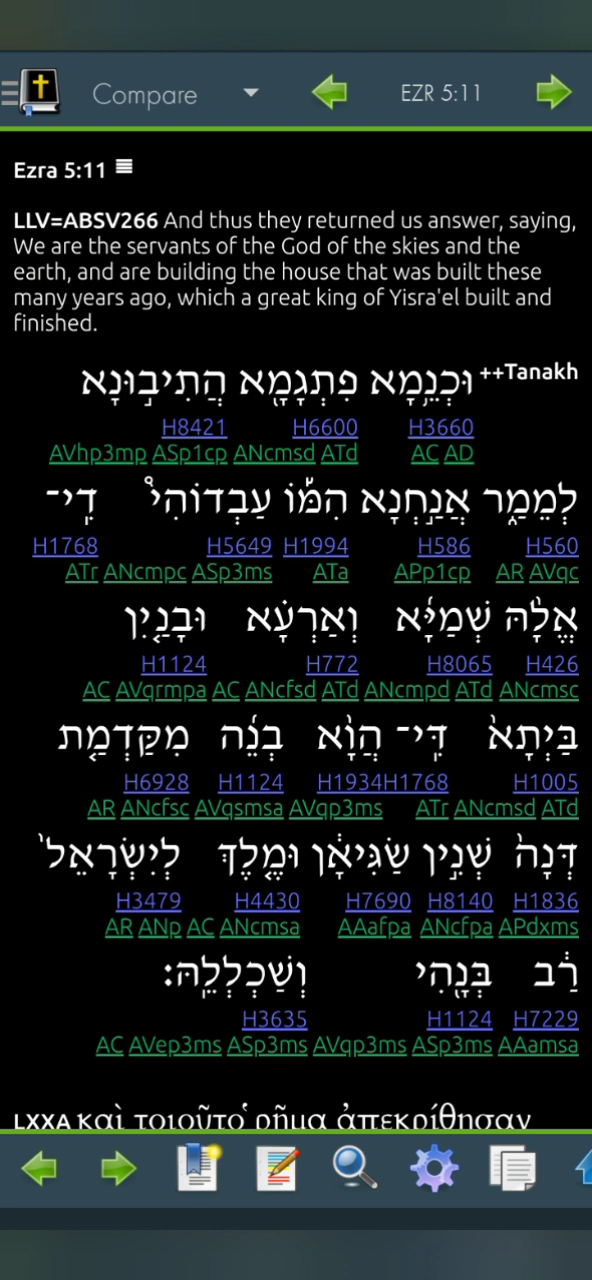 Compare
EZR 5:11
Ezra 5:11
LLV=ABSV266 And thus they returned us answer, saying,
We are the servants of the God of the skies and the
earth, and are building the house that was built these
many years ago, which a great king of Yisra'el built and
finished.
++Tanakh וּכְנֵ֥מָא פִתְגָמָ֖א הֲתִיב֣וּנָא
H3660 H6600 H8421
AC AD ANcmsd ATd AVhp3mp ASp1cp
לְמֵמַ֑ר אֲנַ֣חְנָא הִמּ֡וֹ עַבְדוֹהִי֩ דִֽי־
H560 H586 H1994 H5649 H1768
AR AVqc APp1cp ATa ANcmpc ASp3ms ATr
אֱלָ֨הּ שְׁמַיָּ֜א וְאַרְעָ֗א וּבָנַ֤יִן
H426 H8065 H772 H1124
ANcmsc ANcmpd ATd AC ANcfsd ATd AC AVqrmpa
בַּיְתָא֙ דִּֽי־ הֲוָ֨א בְנֵ֜ה מִקַּדְמַ֤ת
H1005 H1768 H1934 H1124 H6928
ANcmsd ATd ATr AVqp3ms AVqsmsa AR ANcfsc
דְּנָה֙ שְׁנִ֣ין שַׂגִּיאָ֔ן וּמֶ֤לֶךְ לְיִשְׂרָאֵל֙
H1836 H8140 H7690 H4430 H3479
APdxms ANcfpa AAafpa AC ANcmsa AR ANp
רַ֔ב בְּנָ֖הִי וְשַׁכְלְלֵֽהּ׃
H7229 H1124 H3635
AAamsa AVqp3ms ASp3ms AC AVep3ms ASp3ms
LXXA καὶ τοιοῦτο ῥῆμα ἀπεκρίθησαν